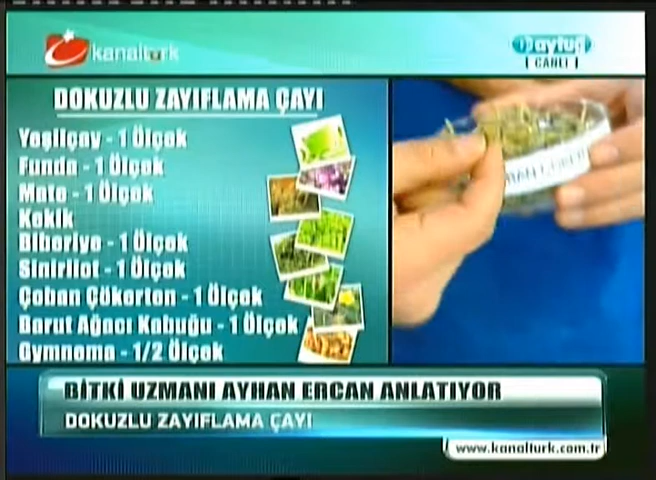 kanaltürk
Daytug
CANLI
DOKUZLU ZAYIFLAMA ÇAYI
Yeşilçay - 1 Ölçek
Funda - 1 Ölçek
Mate - 1 Ölçek
Kekik
Biberiye - 1 Ölçek
Sinirliot - 1 Ölçek
Çoban Çökerten - 1 Ölçek
Barut Ağacı Kabuğu - 1 Ölçek
Gymnema - 1/2 Ölçek
BİTKİ UZMANI AYHAN ERCAN ANLATIYOR
DOKUZLU ZAYIFLAMA ÇAYI
www.kanalturk.com.tr